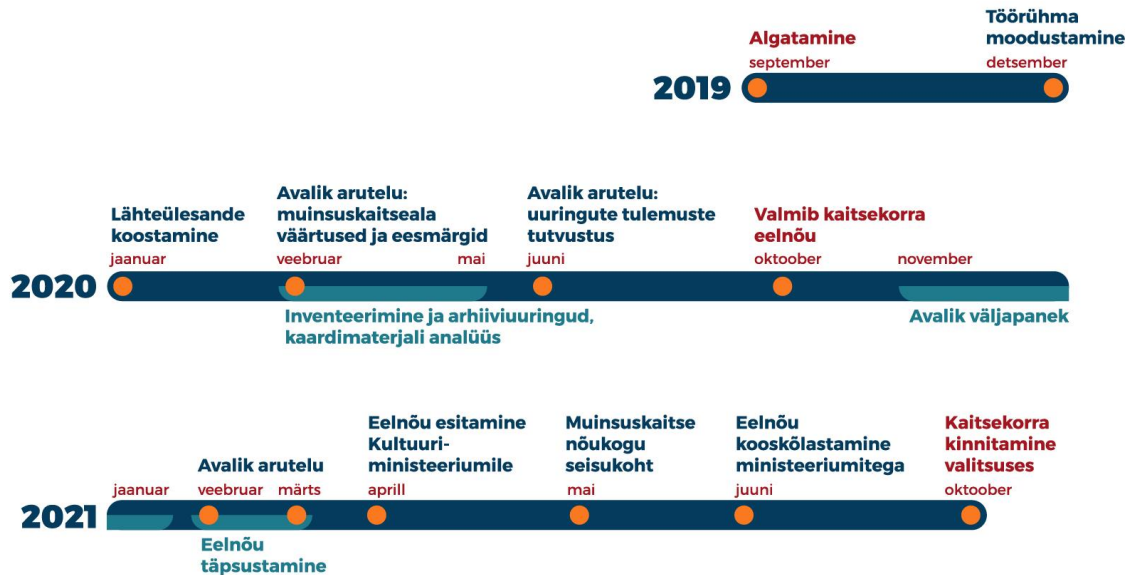 Algatamine
september
Töörühma
moodustamine
detsember
2019
Lähteülesande
koostamine
jaanuar
Avalik arutelu:
muinsuskaitseala
väärtused ja eesmärgid
veebruar
mai
Avalik arutelu:
uuringute tulemuste
tutvustus
juuni
Valmib kaitsekorra
eelnõu
oktoober
november
2020
Inventeerimine ja arhiiviuuringud,
kaardimaterjali analüüs
Avalik väljapanek
jaanuar
Avalik arutelu
veebruar
märts
Eelnõu esitamine
Kultuuri-
ministeeriumile
aprill
Muinsuskaitse
nõukogu
seisukoht
mai
Eelnõu
kooskõlastamine
ministeeriumitega
juuni
Kaitsekorra
kinnitamine
valitsuses
oktoober
2021
Eelnõu
täpsustamine